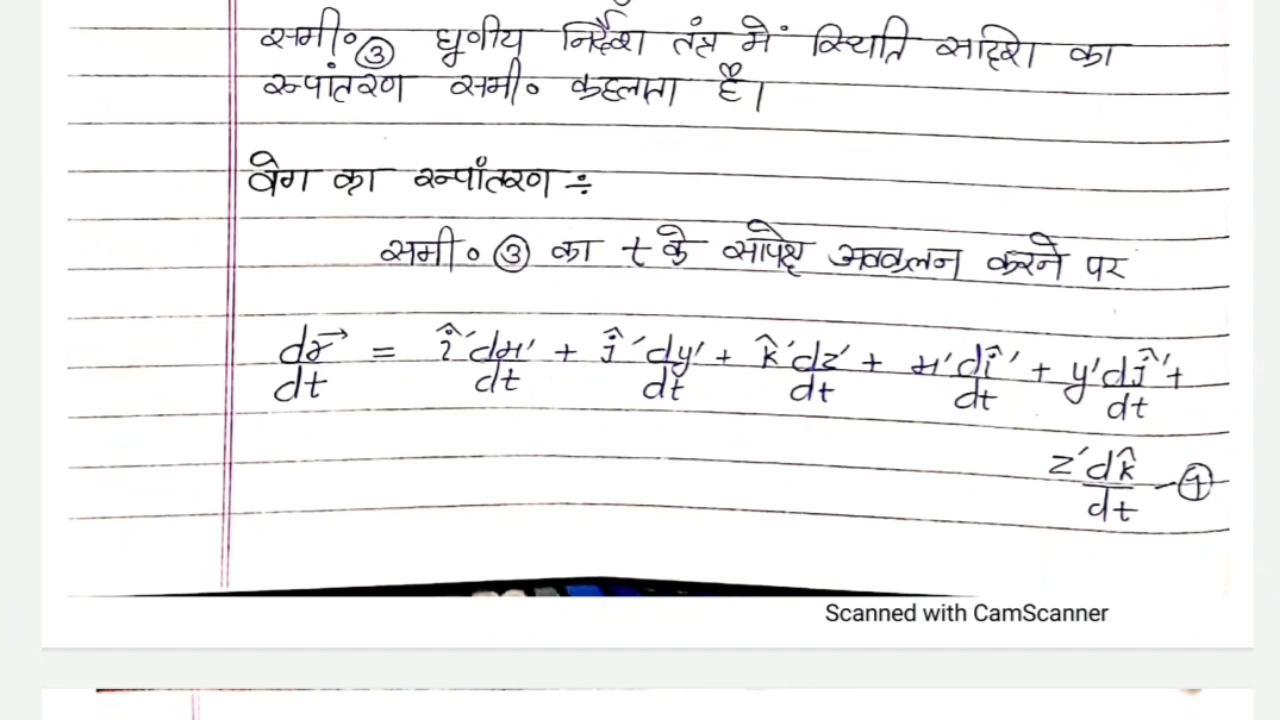 समी० ③ घूर्णीय निर्देश तंत्र में स्थिति सदिश का
रूपांतरण समी० कहलाता है।
वेग का रूपांतरण ÷
समी० ③ का t के सापेक्ष अवकलन करने पर
dr⃗/dt = î′dx′/dt + ĵ′dy′/dt + k̂′dz′/dt + x′dî′/dt + y′dĵ′/dt +
z′dk̂/dt –④
Scanned with CamScanner